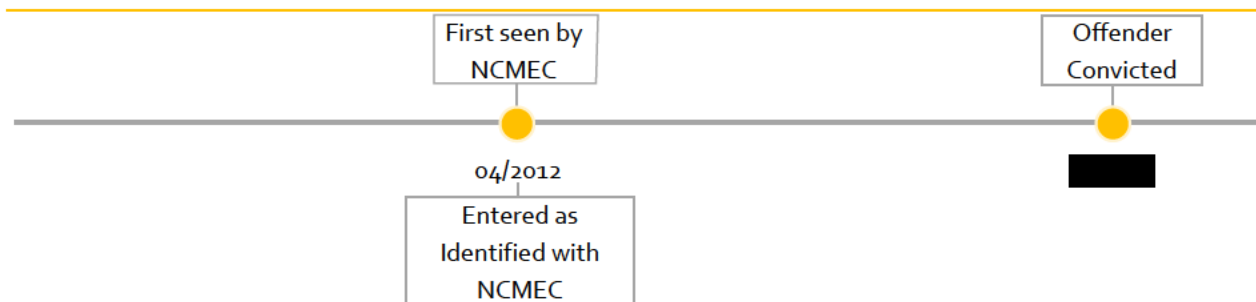 First seen by
NCMEC
Offender
Convicted
04/2012
Entered as
Identified with
NCMEC